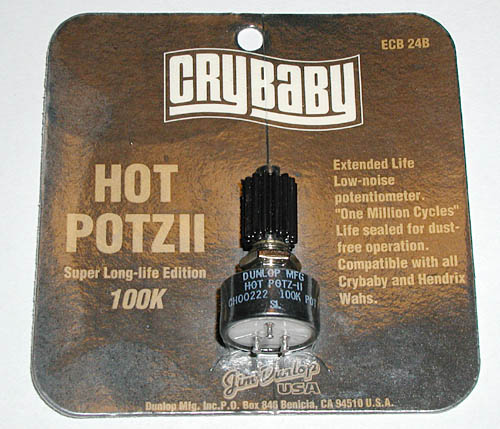 ECB 24B
CRYBABY
HOT
POTZII
Super Long-life Edition
100K
Extended Life
Low-noise
potentiometer.
"One Million Cycles"
Life sealed for dust-
free operation.
Compatible with all
Crybaby and Hendrix
Wahs.
DUNLOP MFG
HOT POTZ-II
CH00222 100K POT
SL
Jim Dunlop
USA
Dunlop Mfg. Inc. P.O. Box 846 Benicia, CA 94510 U.S.A.